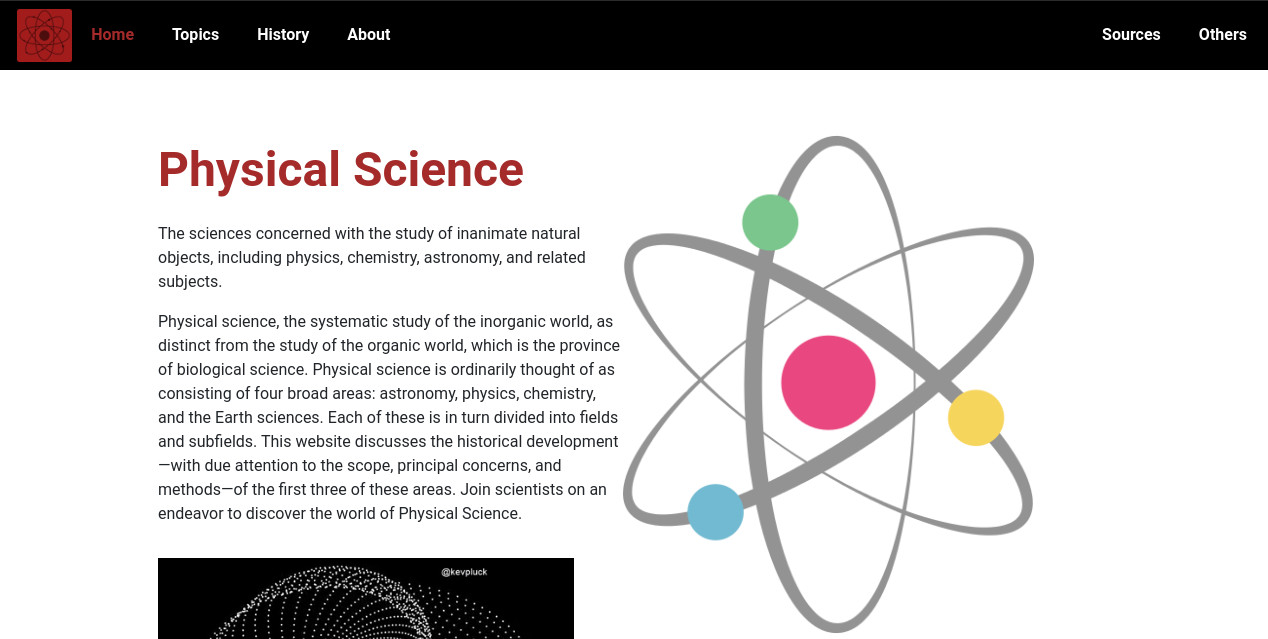 Home Topics History About Sources Others
Physical Science
The sciences concerned with the study of inanimate natural
objects, including physics, chemistry, astronomy, and related
subjects.
Physical science, the systematic study of the inorganic world, as
distinct from the study of the organic world, which is the province
of biological science. Physical science is ordinarily thought of as
consisting of four broad areas: astronomy, physics, chemistry,
and the Earth sciences. Each of these is in turn divided into fields
and subfields. This website discusses the historical development
—with due attention to the scope, principal concerns, and
methods—of the first three of these areas. Join scientists on an
endeavor to discover the world of Physical Science.
@kevpluck